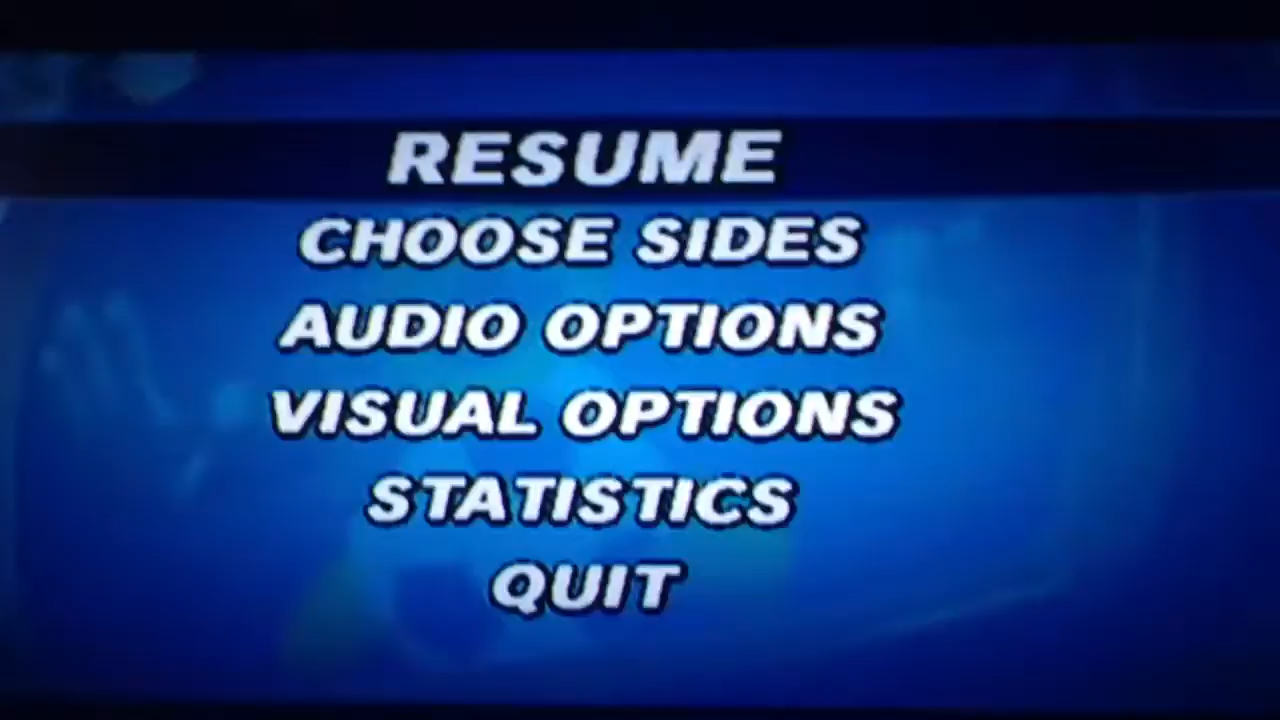 RESUME
CHOOSE SIDES
AUDIO OPTIONS
VISUAL OPTIONS
STATISTICS
QUIT